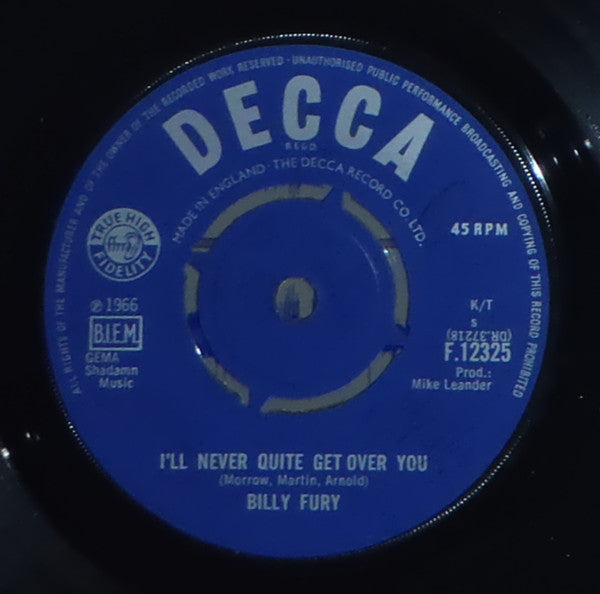 ALL RIGHTS OF THE MANUFACTURER AND OF THE OWNER OF THE RECORDED WORK RESERVED · UNAUTHORISED PUBLIC PERFORMANCE BROADCASTING AND COPYING OF THIS RECORD PROHIBITED
DECCA
REGD
MADE IN ENGLAND · THE DECCA RECORD CO. LTD.
TRUE HIGH
ffrr
FIDELITY
45 RPM
℗ 1966
B.I.E.M.
GEMA
Shadamn
Music
K/T
S
(DR.37218)
F.12325
Prod.:
Mike Leander
I'LL NEVER QUITE GET OVER YOU
(Morrow, Martin, Arnold)
BILLY FURY